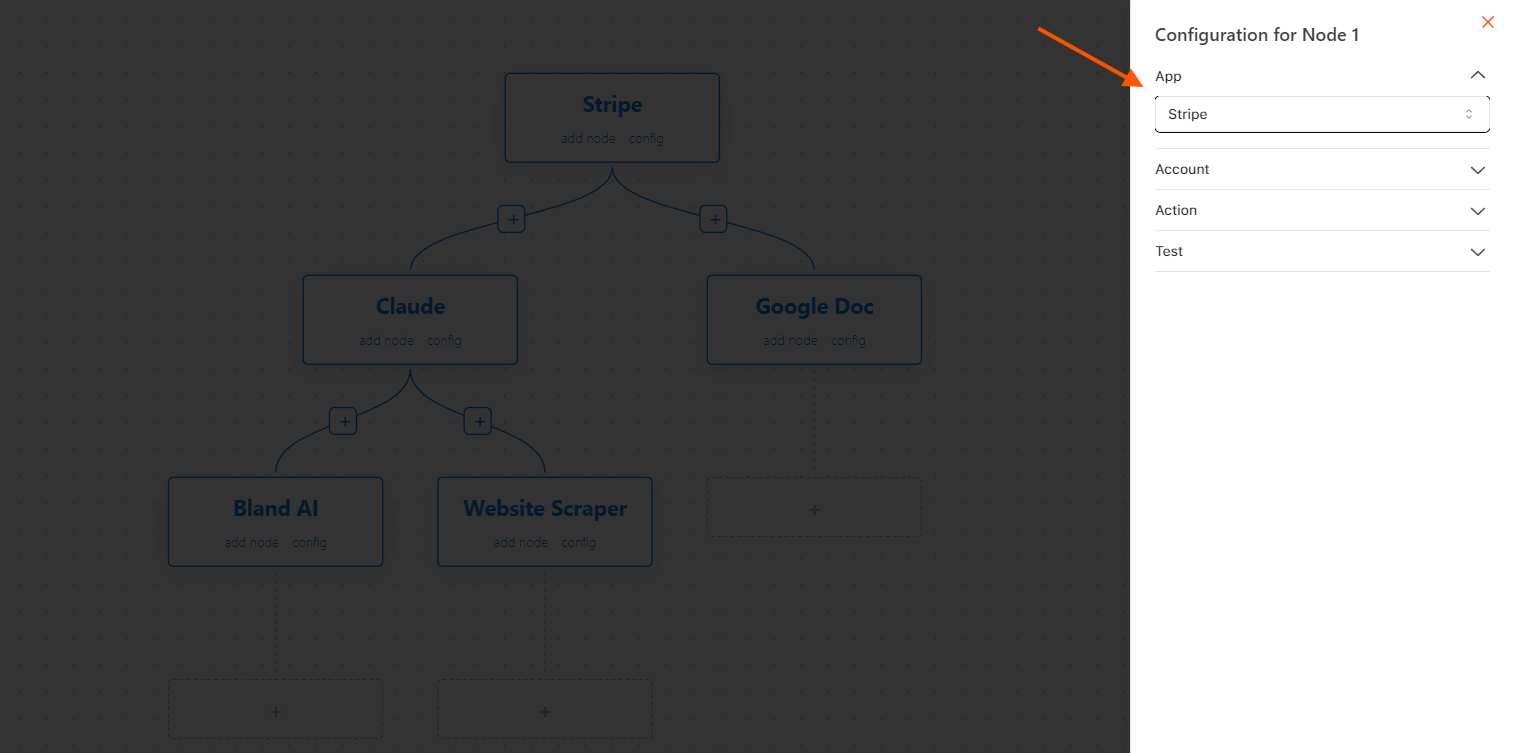 Configuration for Node 1
App
Stripe
Account
Action
Test
Stripe
add node config
+ +
Claude
add node config
Google Doc
add node config
+ +
Bland AI
add node config
Website Scraper
add node config
+
+ +